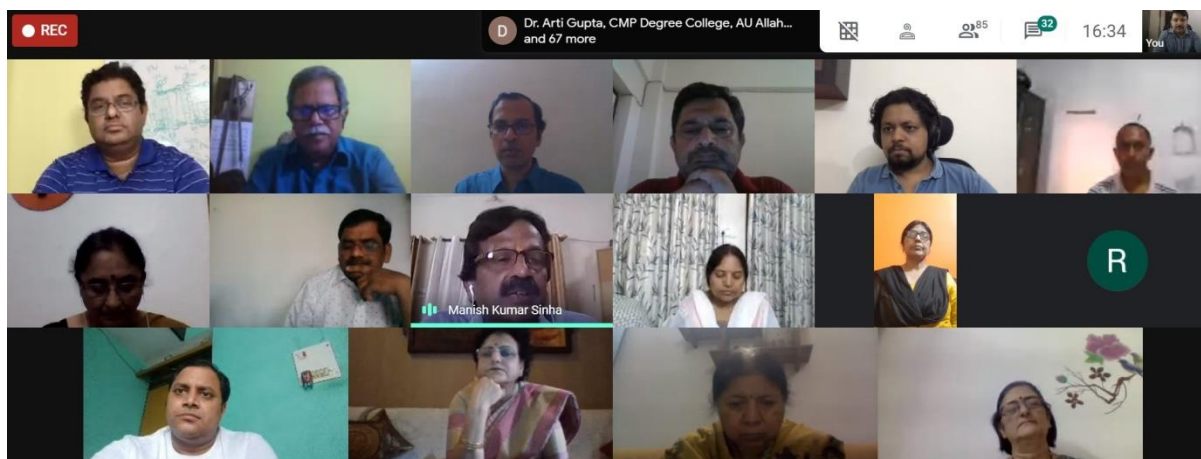 REC
D
Dr. Arti Gupta, CMP Degree College, AU Allah...
and 67 more
85
32
16:34
You
Manish Kumar Sinha
R